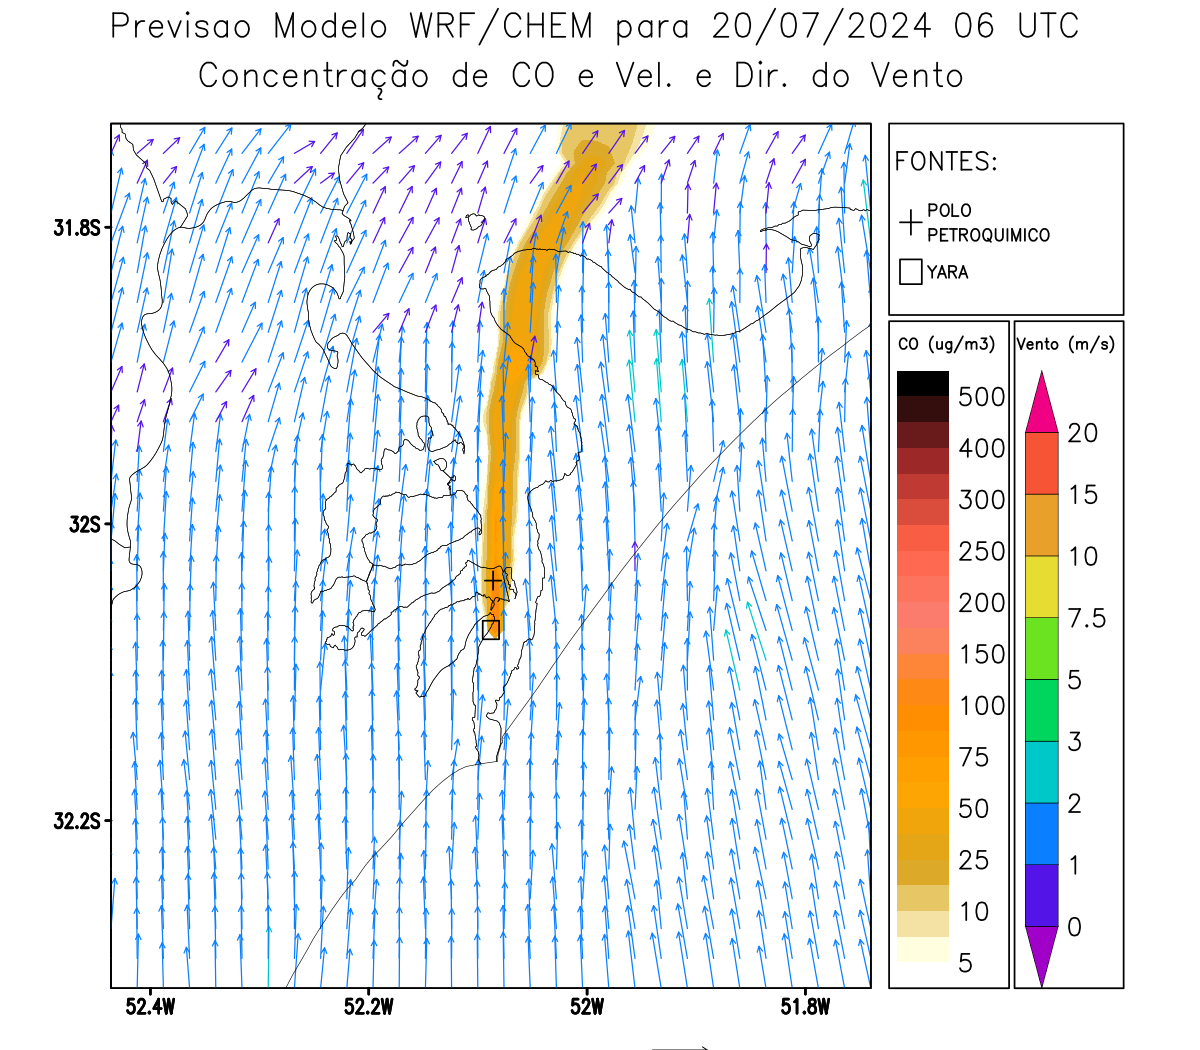 Previsao Modelo WRF/CHEM para 20/07/2024 06 UTC
Concentração de CO e Vel. e Dir. do Vento
FONTES:
POLO
PETROQUIMICO
YARA
CO (ug/m3)
500
400
300
250
200
150
100
75
50
25
10
5
Vento (m/s)
20
15
10
7.5
5
3
2
1
0
31.8S
32S
32.2S
52.4W
52.2W
52W
51.8W